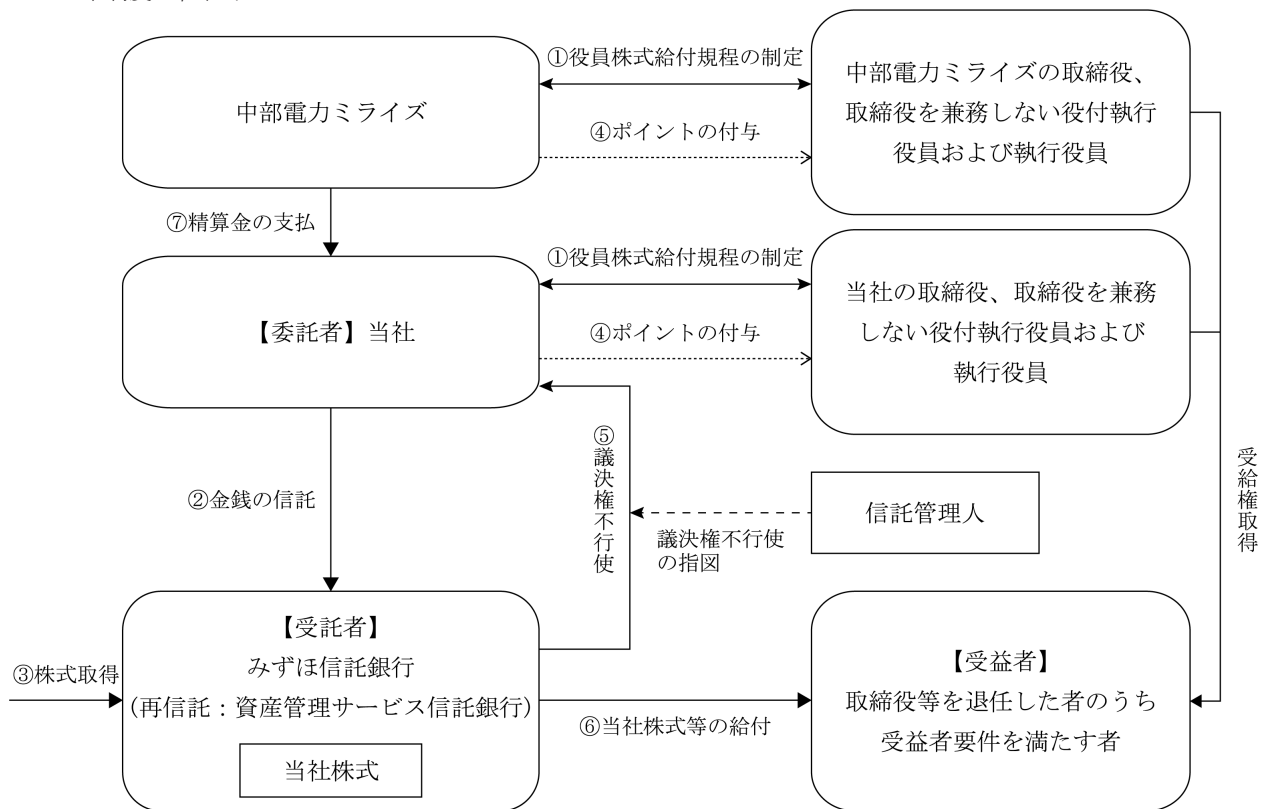 中部電力ミライズ
①役員株式給付規程の制定
④ポイントの付与
中部電力ミライズの取締役、
取締役を兼務しない役付執行
役員および執行役員
⑦精算金の支払
【委託者】当社
①役員株式給付規程の制定
④ポイントの付与
当社の取締役、取締役を兼務
しない役付執行役員および
執行役員
②金銭の信託
⑤議決権不行使
議決権不行使
の指図
信託管理人
受給権取得
③株式取得
【受託者】
みずほ信託銀行
(再信託：資産管理サービス信託銀行)
当社株式
⑥当社株式等の給付
【受益者】
取締役等を退任した者のうち
受益者要件を満たす者